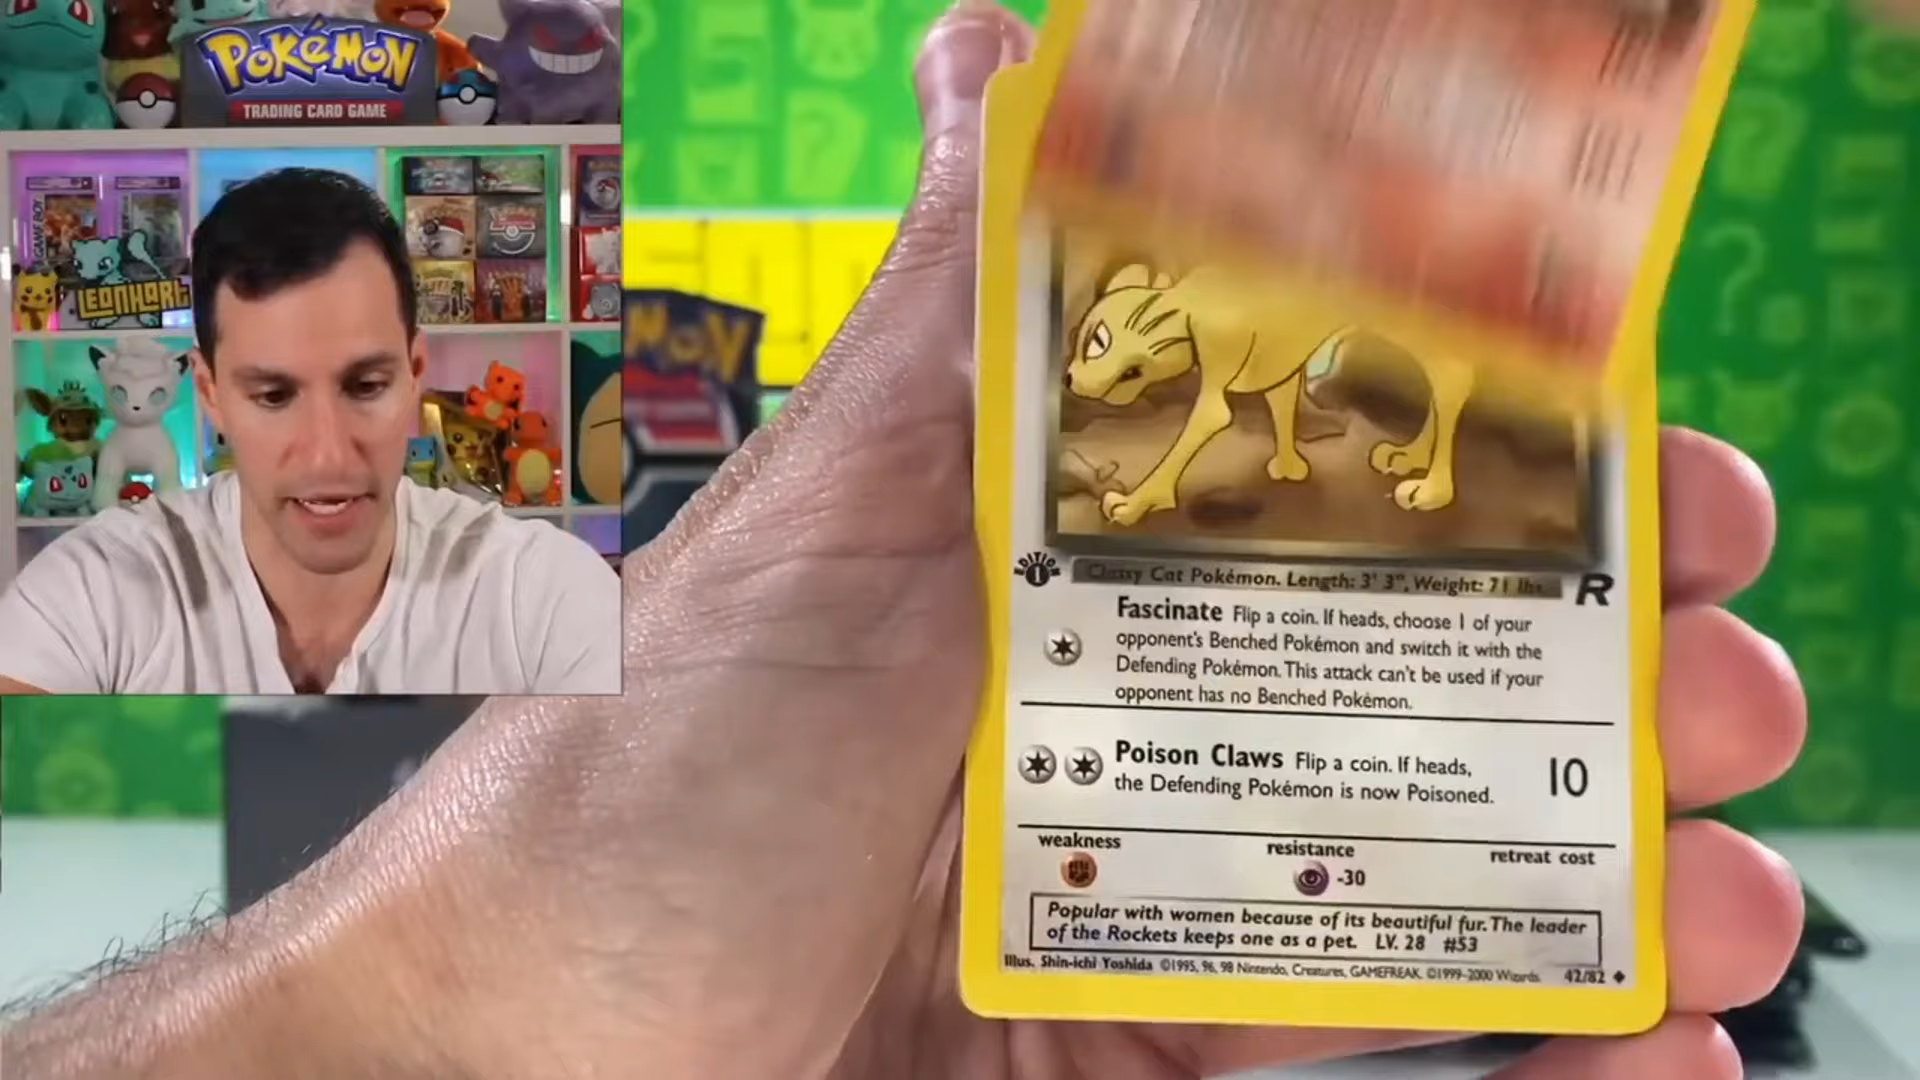 POKéMON
TRADING CARD GAME
GAME BOY
LEONHART
MON
EDITION
1
Classy Cat Pokémon. Length: 3' 3", Weight: 71 lbs.
R
Fascinate Flip a coin. If heads, choose 1 of your
opponent's Benched Pokémon and switch it with the
Defending Pokémon. This attack can't be used if your
opponent has no Benched Pokémon.
Poison Claws Flip a coin. If heads,
the Defending Pokémon is now Poisoned.
10
weakness
resistance
retreat cost
-30
Popular with women because of its beautiful fur. The leader
of the Rockets keeps one as a pet. LV. 28 #53
Illus. Shin-ichi Yoshida ©1995, 96, 98 Nintendo, Creatures, GAMEFREAK. ©1999-2000 Wizards. 42/82